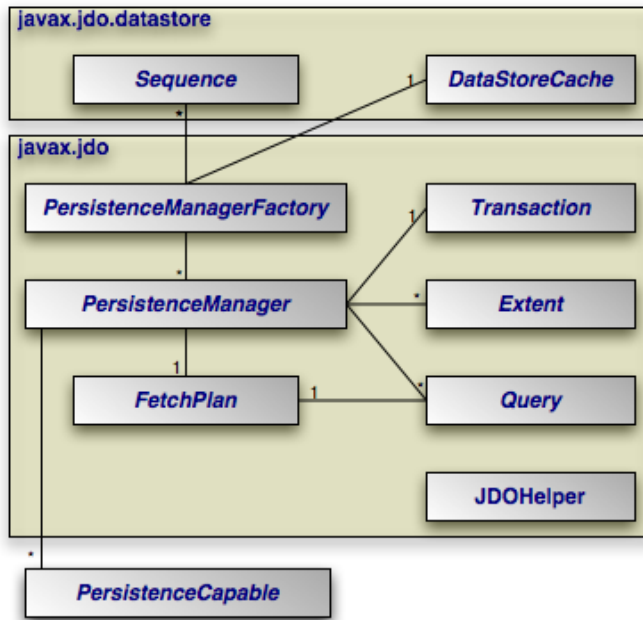 javax.jdo.datastore
Sequence
DataStoreCache
*
1
javax.jdo
PersistenceManagerFactory
Transaction
1
*
PersistenceManager
Extent
*
1
FetchPlan
1
*
Query
JDOHelper
*
PersistenceCapable